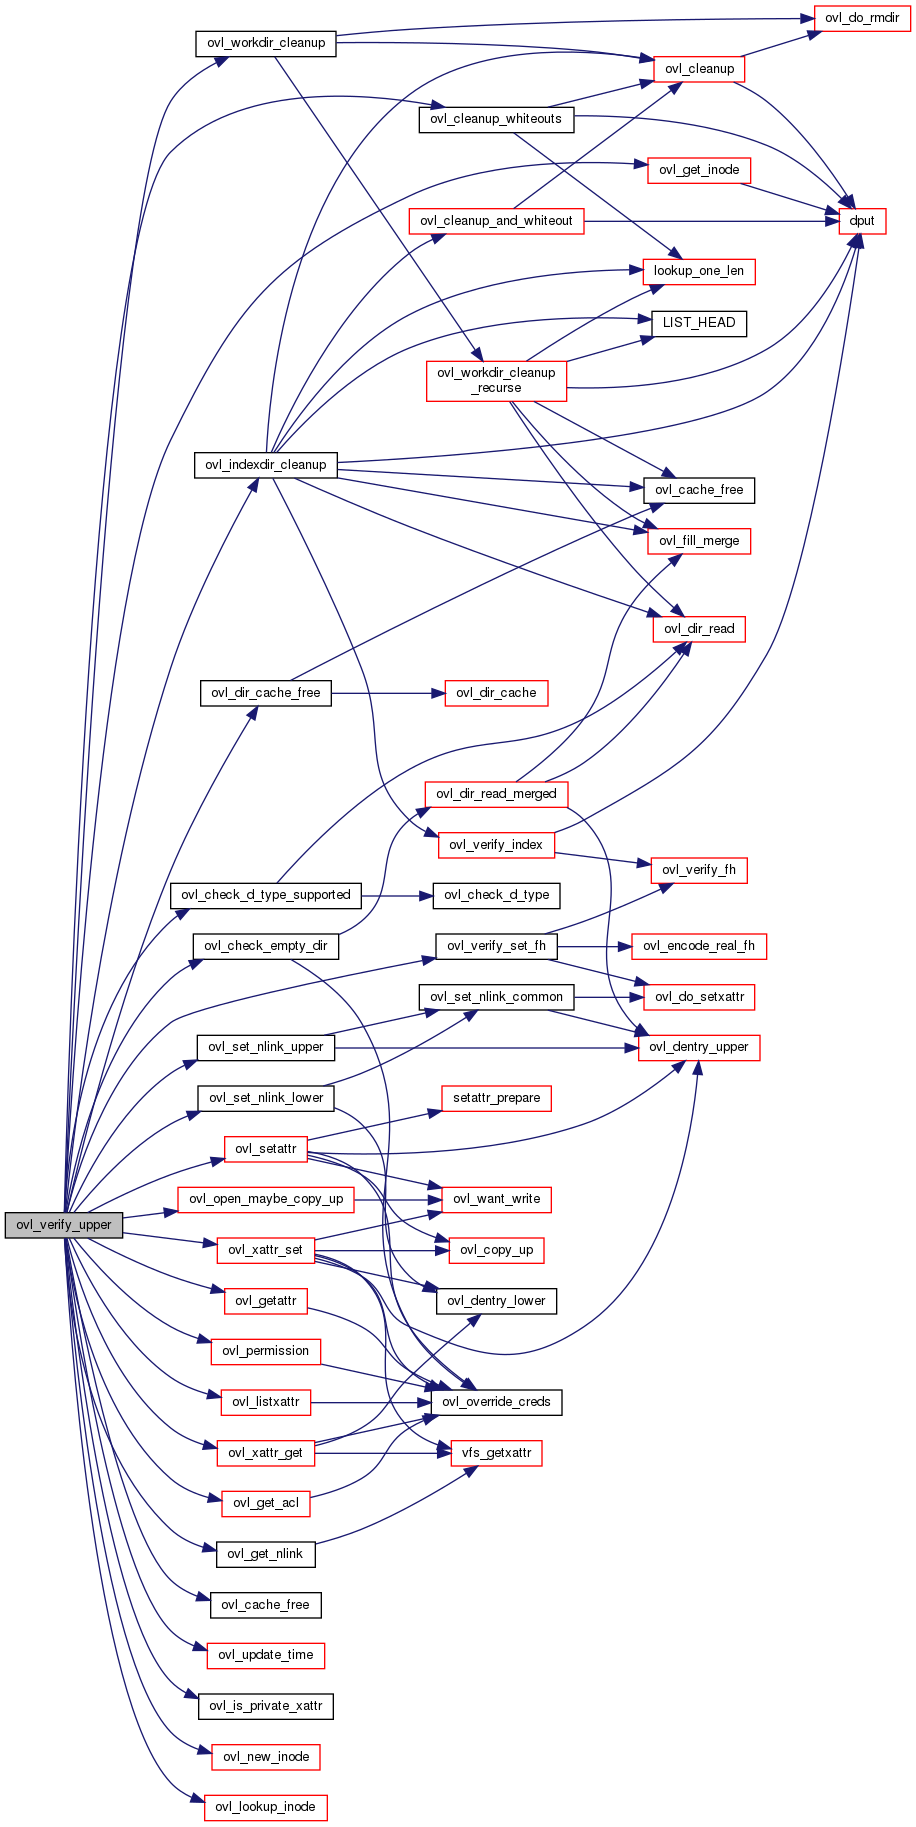 ovl_do_rmdir
ovl_workdir_cleanup
ovl_cleanup
ovl_cleanup_whiteouts
ovl_get_inode
ovl_cleanup_and_whiteout
dput
lookup_one_len
LIST_HEAD
ovl_workdir_cleanup
_recurse
ovl_indexdir_cleanup
ovl_cache_free
ovl_fill_merge
ovl_dir_read
ovl_dir_cache_free
ovl_dir_cache
ovl_dir_read_merged
ovl_verify_index
ovl_verify_fh
ovl_check_d_type_supported
ovl_check_d_type
ovl_check_empty_dir
ovl_verify_set_fh
ovl_encode_real_fh
ovl_set_nlink_common
ovl_do_setxattr
ovl_set_nlink_upper
ovl_dentry_upper
ovl_set_nlink_lower
setattr_prepare
ovl_setattr
ovl_open_maybe_copy_up
ovl_want_write
ovl_verify_upper
ovl_xattr_set
ovl_copy_up
ovl_getattr
ovl_dentry_lower
ovl_permission
ovl_listxattr
ovl_override_creds
ovl_xattr_get
vfs_getxattr
ovl_get_acl
ovl_get_nlink
ovl_cache_free
ovl_update_time
ovl_is_private_xattr
ovl_new_inode
ovl_lookup_inode